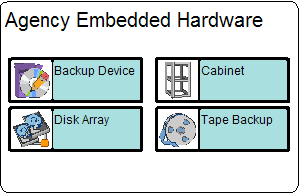 Agency Embedded Hardware
Backup Device
Cabinet
Disk Array
Tape Backup